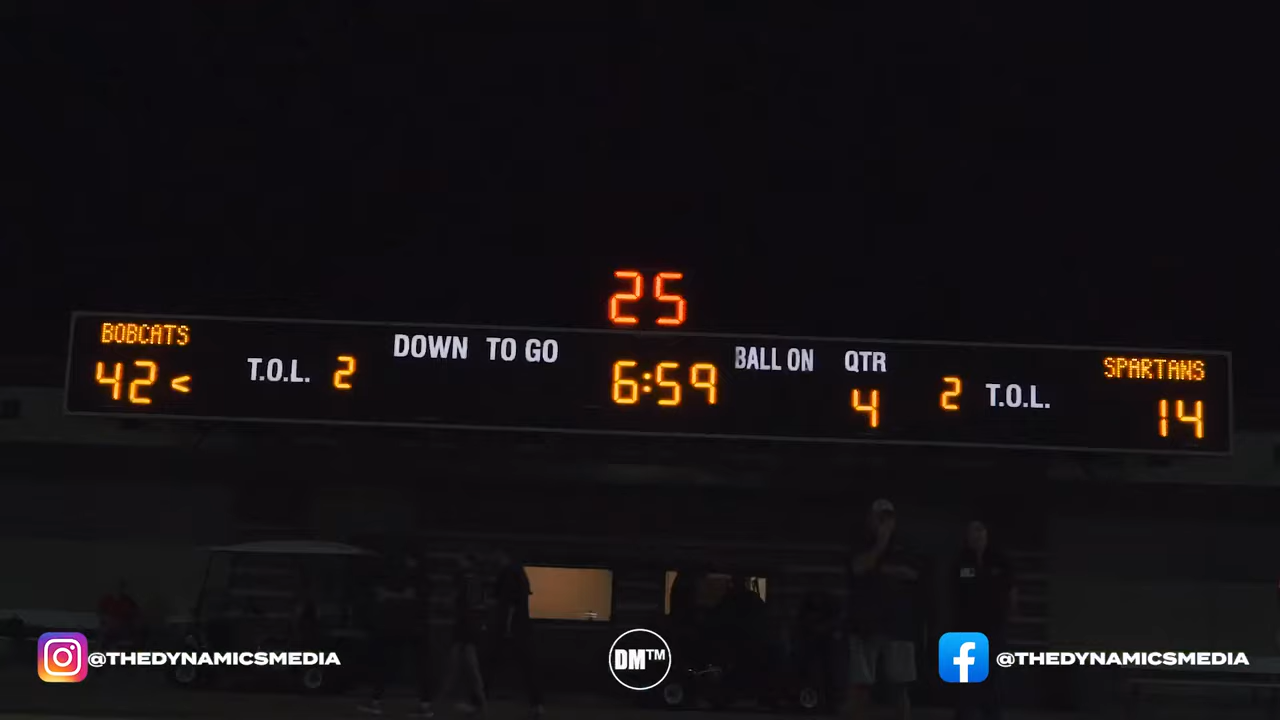 25
BOBCATS
42 <
T.O.L. 2
DOWN TO GO
6:59
BALL ON QTR
4
2 T.O.L.
SPARTANS
14
@THEDYNAMICSMEDIA
DM™
@THEDYNAMICSMEDIA